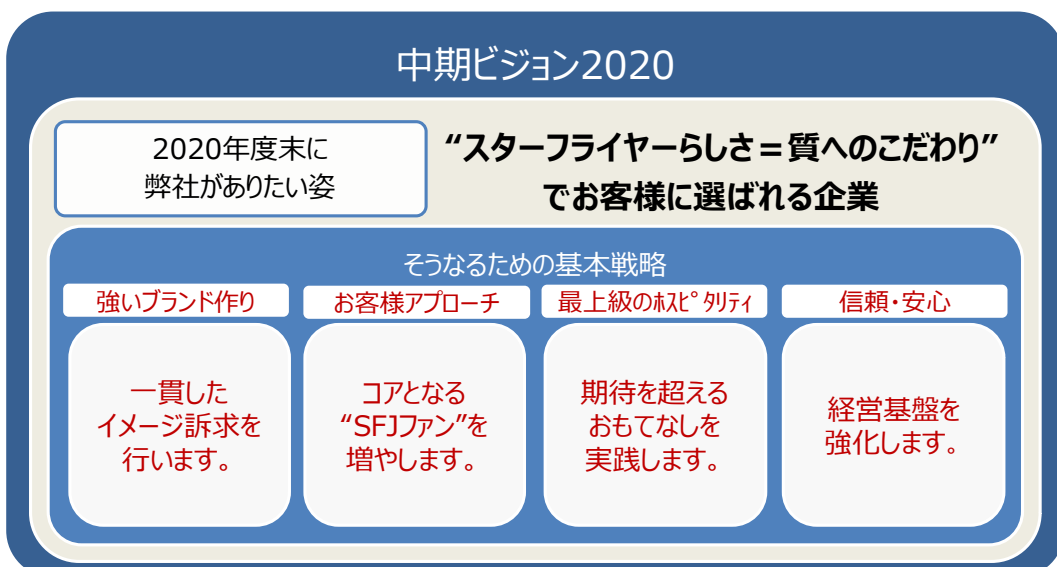 中期ビジョン2020
2020年度末に
弊社がありたい姿
“スターフライヤーらしさ＝質へのこだわり”
でお客様に選ばれる企業
そうなるための基本戦略
強いブランド作り
お客様アプローチ
最上級のﾎｽﾋﾟﾀﾘﾃｨ
信頼・安心
一貫した
イメージ訴求を
行います。
コアとなる
“SFJファン”を
増やします。
期待を超える
おもてなしを
実践します。
経営基盤を
強化します。